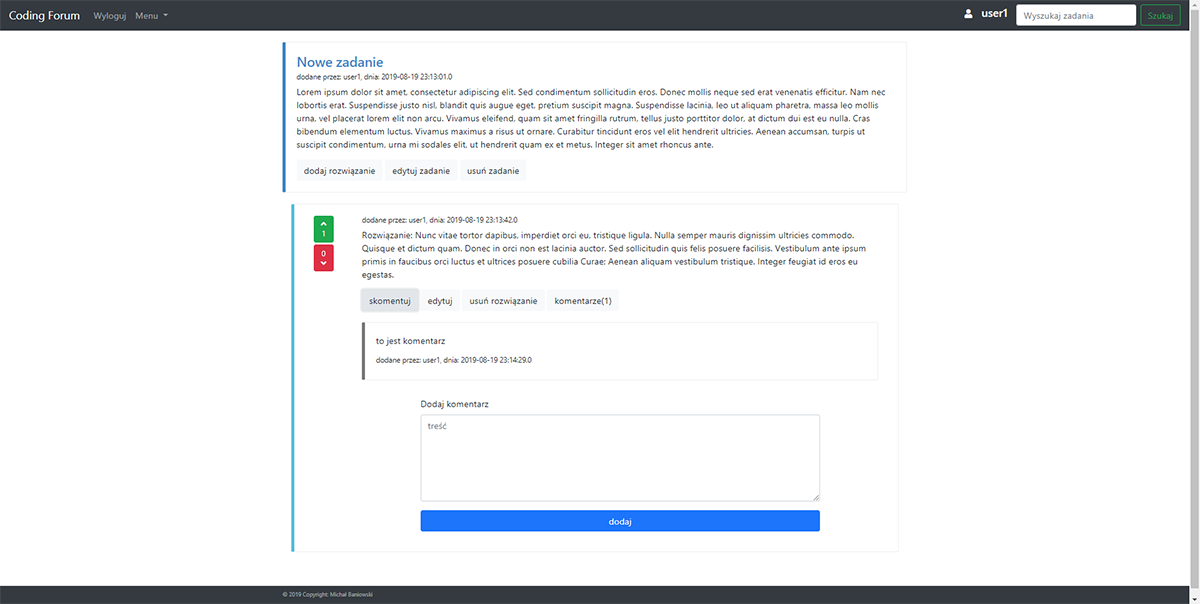 Coding Forum Wyloguj Menu user1 Wyszukaj zadania Szukaj
Nowe zadanie
dodane przez: user1, dnia: 2019-08-19 23:13:01.0
Lorem ipsum dolor sit amet, consectetur adipiscing elit. Sed condimentum sollicitudin eros. Donec mollis neque sed erat venenatis efficitur. Nam nec
lobortis erat. Suspendisse justo nisl, blandit quis augue eget, pretium suscipit magna. Suspendisse lacinia, leo ut aliquam pharetra, massa leo mollis
urna, vel placerat lorem elit non arcu. Vivamus eleifend, quam sit amet fringilla rutrum, tellus justo porttitor dolor, at dictum dui est eu nulla. Cras
bibendum elementum luctus. Vivamus maximus a risus ut ornare. Curabitur tincidunt eros vel elit hendrerit ultricies. Aenean accumsan, turpis ut
suscipit condimentum, urna mi sodales elit, ut hendrerit quam ex et metus. Integer sit amet rhoncus ante.
dodaj rozwiązanie edytuj zadanie usuń zadanie
1
0
dodane przez: user1, dnia: 2019-08-19 23:13:42.0
Rozwiązanie: Nunc vitae tortor dapibus, imperdiet orci eu, tristique ligula. Nulla semper mauris dignissim ultricies commodo.
Quisque et dictum quam. Donec in orci non est lacinia auctor. Sed sollicitudin quis felis posuere facilisis. Vestibulum ante ipsum
primis in faucibus orci luctus et ultrices posuere cubilia Curae; Aenean aliquam vestibulum tristique. Integer feugiat id eros eu
egestas.
skomentuj edytuj usuń rozwiązanie komentarze(1)
to jest komentarz
dodane przez: user1, dnia: 2019-08-19 23:14:29.0
Dodaj komentarz
treść
dodaj
© 2019 Copyright: Michał Baniowski